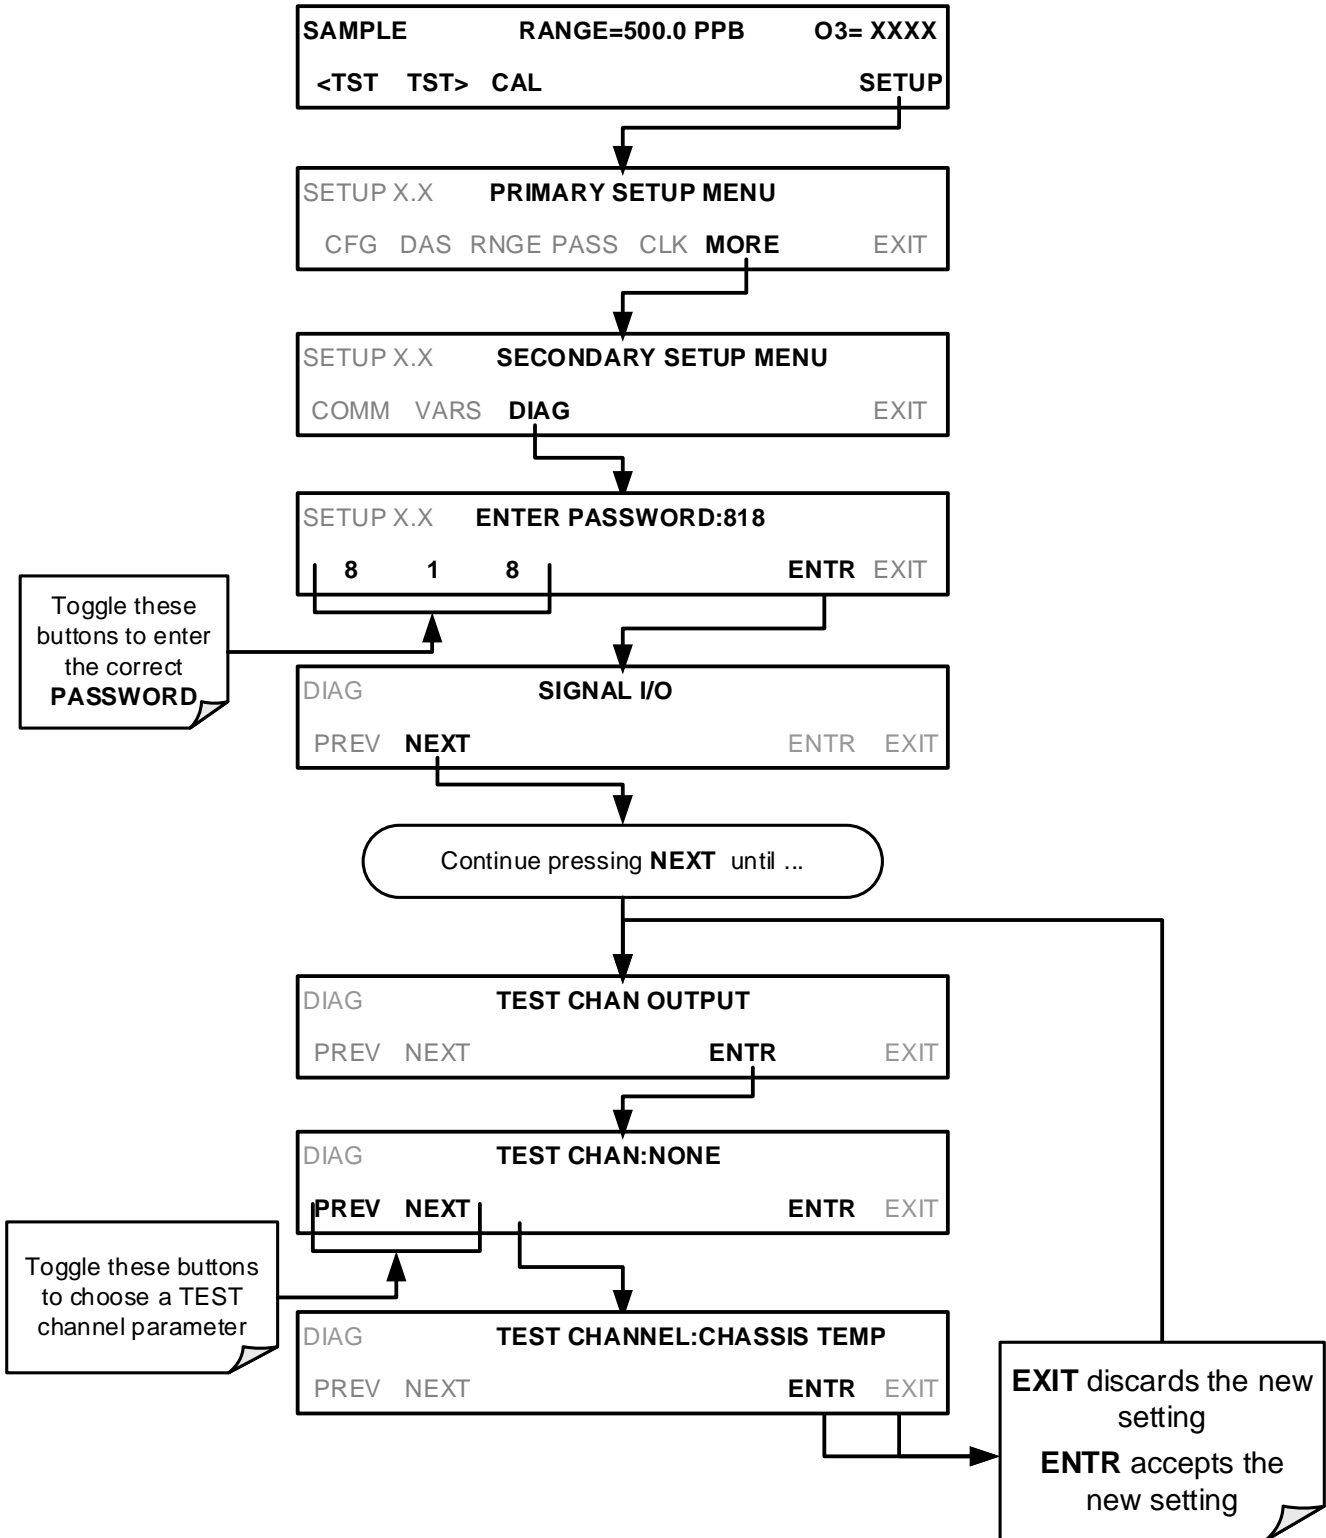 SAMPLE RANGE=500.0 PPB O3= XXXX
<TST TST> CAL SETUP
SETUP X.X PRIMARY SETUP MENU
CFG DAS RNGE PASS CLK MORE EXIT
SETUP X.X SECONDARY SETUP MENU
COMM VARS DIAG EXIT
SETUP X.X ENTER PASSWORD:818
8 1 8 ENTR EXIT
Toggle these
buttons to enter
the correct
PASSWORD
DIAG SIGNAL I/O
PREV NEXT ENTR EXIT
Continue pressing NEXT until ...
DIAG TEST CHAN OUTPUT
PREV NEXT ENTR EXIT
DIAG TEST CHAN:NONE
PREV NEXT ENTR EXIT
Toggle these buttons
to choose a TEST
channel parameter
DIAG TEST CHANNEL:CHASSIS TEMP
PREV NEXT ENTR EXIT
EXIT discards the new
setting
ENTR accepts the
new setting